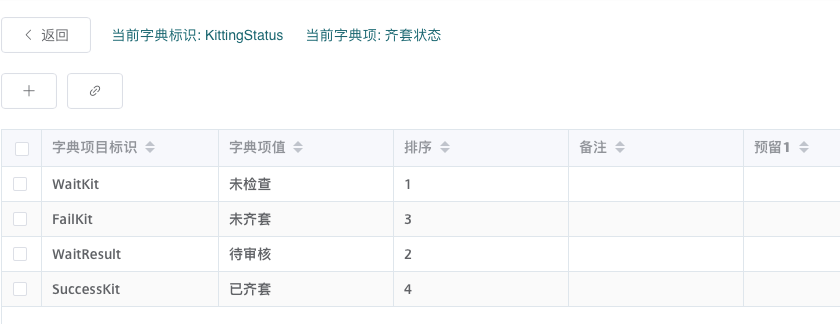 返回 当前字典标识: KittingStatus 当前字典项: 齐套状态
字典项目标识 字典项值 排序 备注 预留1
WaitKit 未检查 1
FailKit 未齐套 3
WaitResult 待审核 2
SuccessKit 已齐套 4